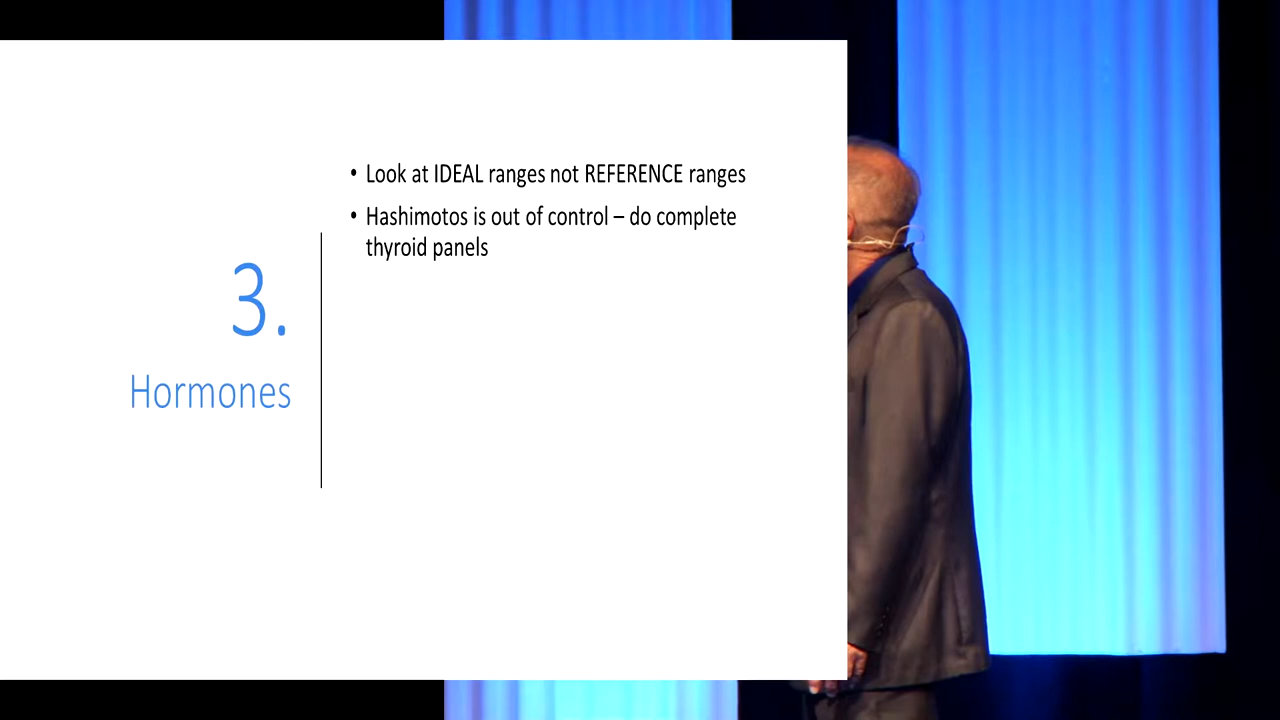 3.
Hormones
• Look at IDEAL ranges not REFERENCE ranges
• Hashimotos is out of control – do complete
thyroid panels